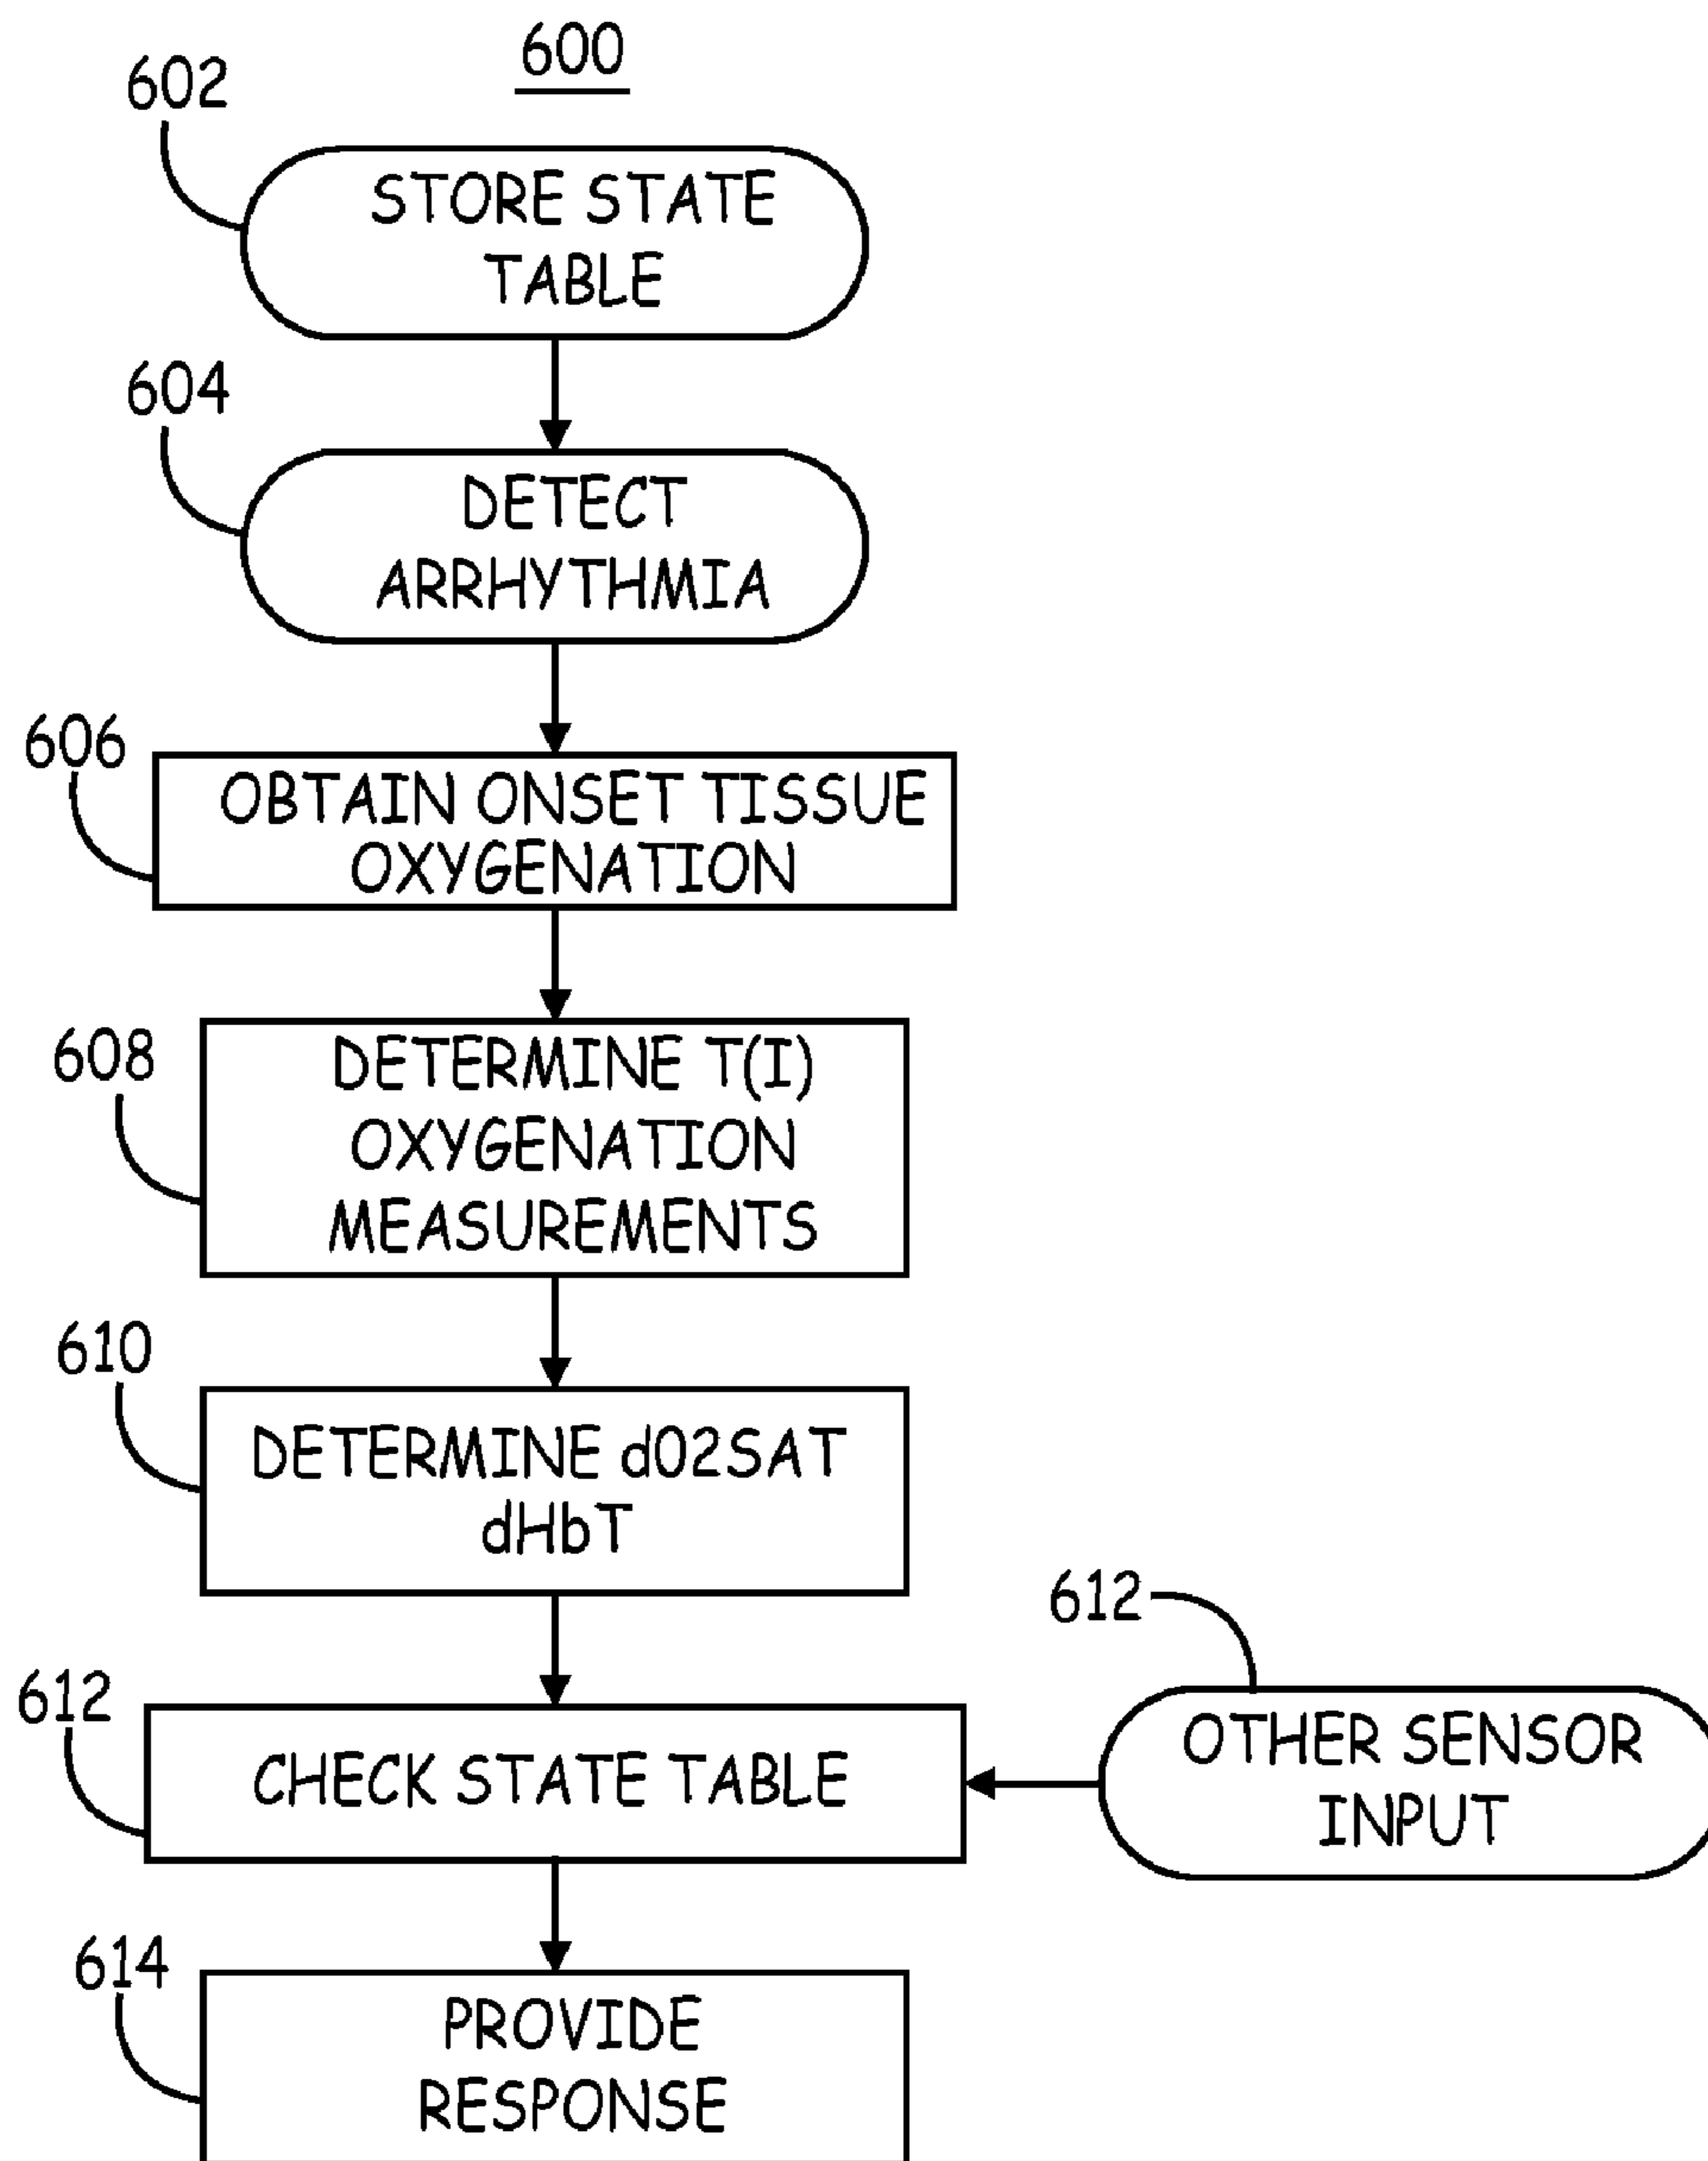 600
602
STORE STATE
TABLE
604
DETECT
ARRHYTHMIA
606
OBTAIN ONSET TISSUE
OXYGENATION
608
DETERMINE T(I)
OXYGENATION
MEASUREMENTS
610
DETERMINE dO2SAT
dHbT
612
CHECK STATE TABLE
612
OTHER SENSOR
INPUT
614
PROVIDE
RESPONSE